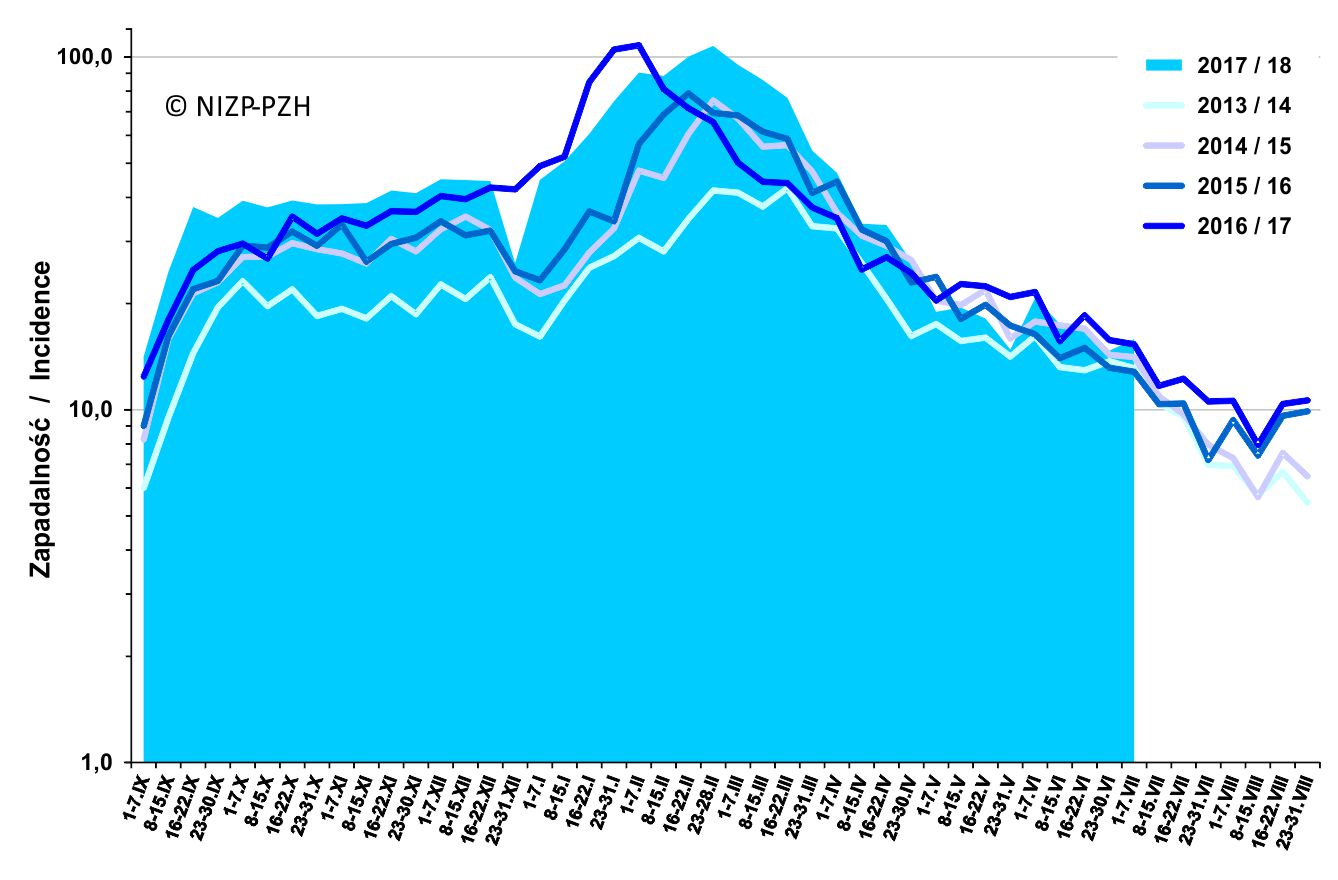 100,0
10,0
1,0
Zapadalność / Incidence
© NIZP-PZH
2017 / 18
2013 / 14
2014 / 15
2015 / 16
2016 / 17
1-7.IX
8-15.IX
16-22.IX
23-30.IX
1-7.X
8-15.X
16-22.X
23-31.X
1-7.XI
8-15.XI
16-22.XI
23-30.XI
1-7.XII
8-15.XII
16-22.XII
23-31.XII
1-7.I
8-15.I
16-22.I
23-31.I
1-7.II
8-15.II
16-22.II
23-28.II
1-7.III
8-15.III
16-22.III
23-31.III
1-7.IV
8-15.IV
16-22.IV
23-30.IV
1-7.V
8-15.V
16-22.V
23-31.V
1-7.VI
8-15.VI
16-22.VI
23-30.VI
1-7.VII
8-15.VII
16-22.VII
23-31.VII
1-7.VIII
8-15.VIII
16-22.VIII
23-31.VIII